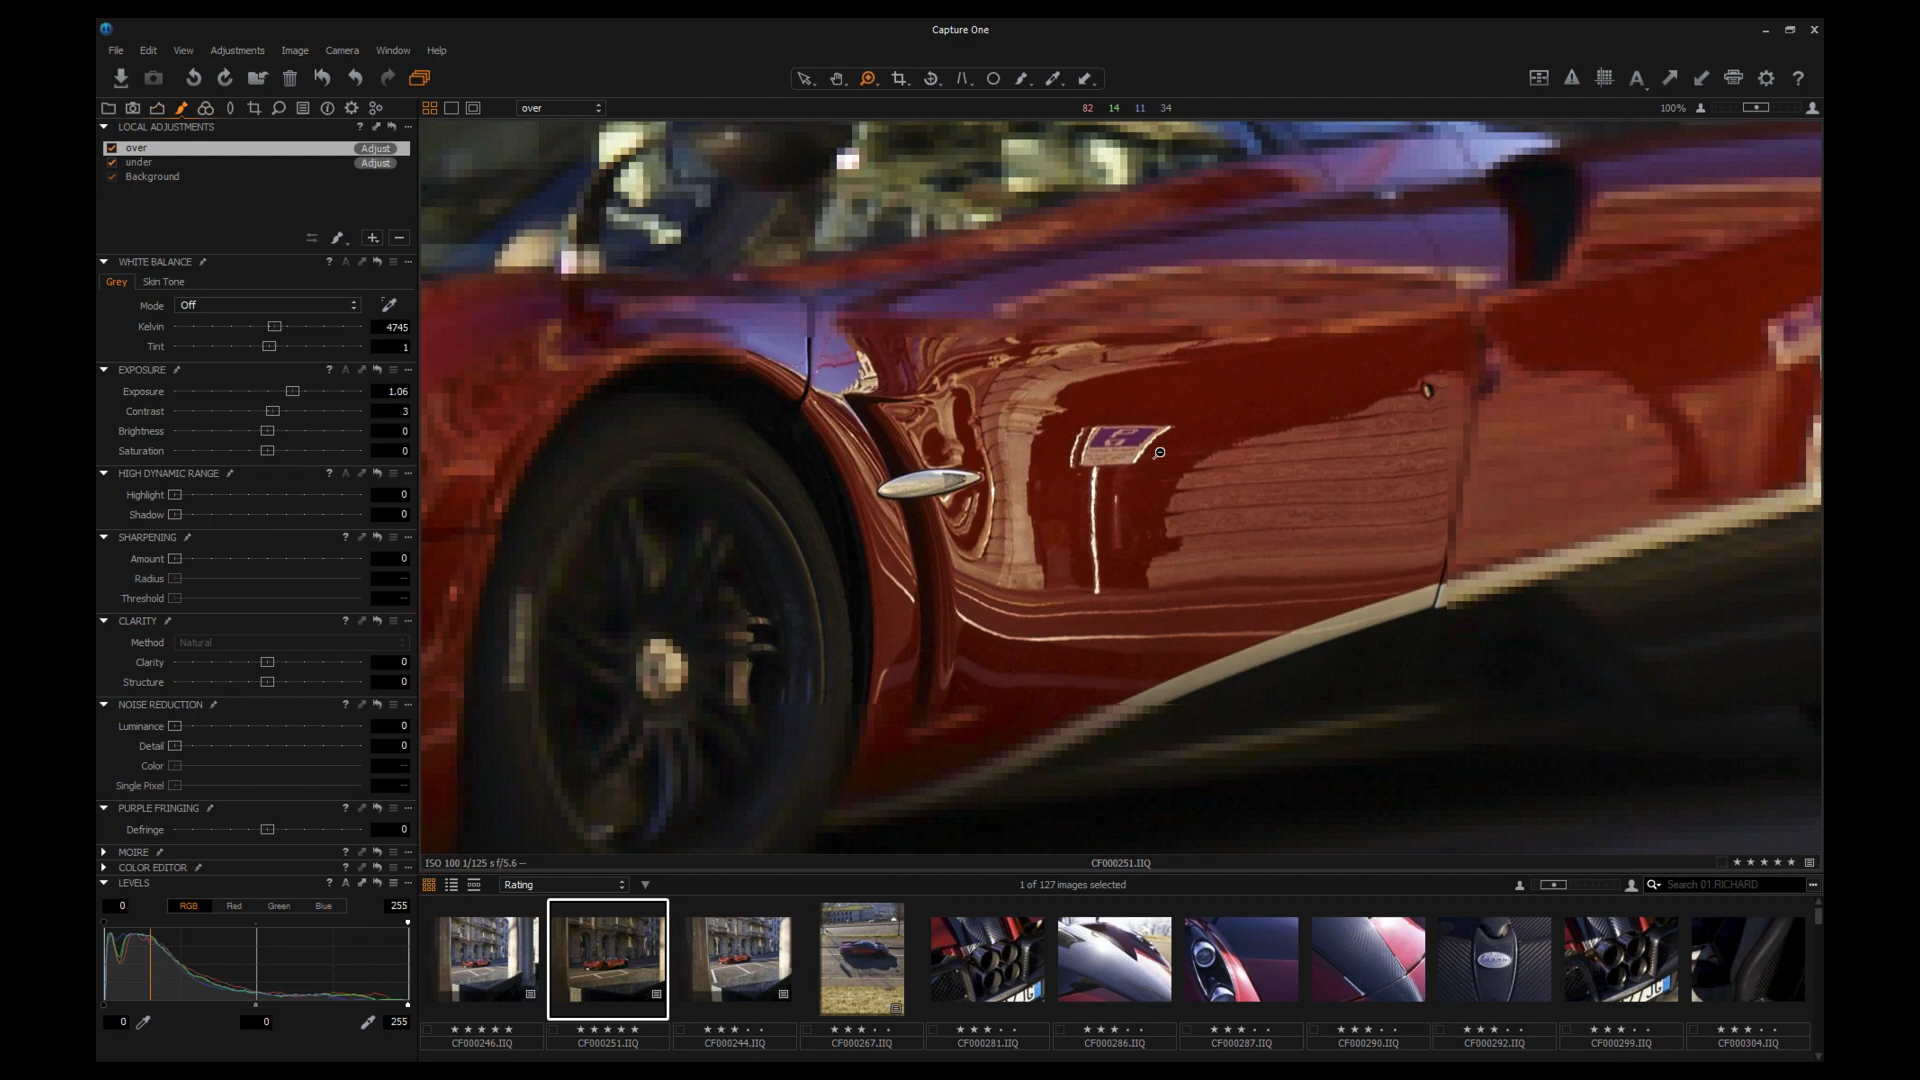 Capture One
File Edit View Adjustments Image Camera Window Help
over 82 14 11 34 100%
LOCAL ADJUSTMENTS
over Adjust
under Adjust
Background
WHITE BALANCE
Grey Skin Tone
Mode Off
Kelvin 4745
Tint 1
EXPOSURE
Exposure 1.06
Contrast 3
Brightness 0
Saturation 0
HIGH DYNAMIC RANGE
Highlight 0
Shadow 0
SHARPENING
Amount 0
Radius --
Threshold --
CLARITY
Method Natural
Clarity 0
Structure 0
NOISE REDUCTION
Luminance 0
Detail 0
Color --
Single Pixel --
PURPLE FRINGING
Defringe 0
MOIRE
COLOR EDITOR
LEVELS
0 RGB Red Green Blue 255
0 0 255
ISO 100 1/125 s f/5.6 -- CF000251.IIQ
Rating 1 of 127 images selected Search 01.RICHARD
CF000246.IIQ CF000251.IIQ CF000244.IIQ CF000267.IIQ CF000281.IIQ CF000286.IIQ CF000287.IIQ CF000290.IIQ CF000292.IIQ CF000299.IIQ CF000304.IIQ